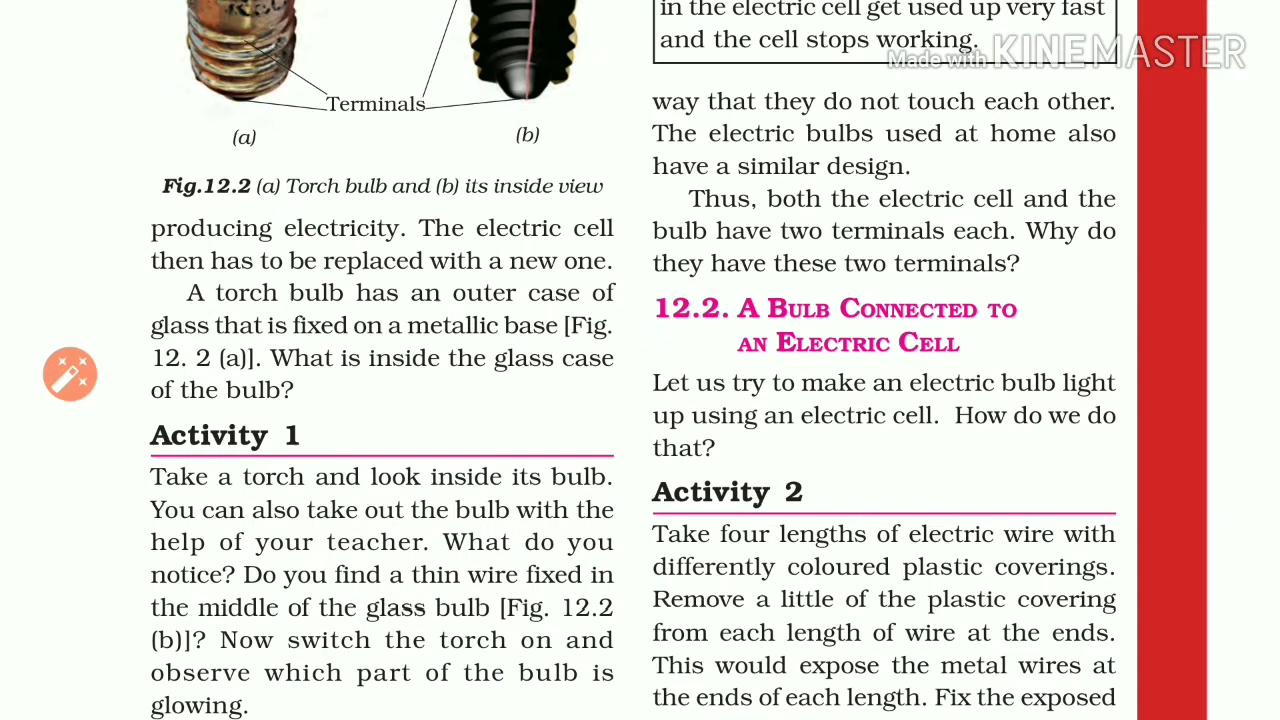 Terminals
(a)
(b)
Fig.12.2 (a) Torch bulb and (b) its inside view
producing electricity. The electric cell
then has to be replaced with a new one.
A torch bulb has an outer case of
glass that is fixed on a metallic base [Fig.
12. 2 (a)]. What is inside the glass case
of the bulb?
Activity 1
Take a torch and look inside its bulb.
You can also take out the bulb with the
help of your teacher. What do you
notice? Do you find a thin wire fixed in
the middle of the glass bulb [Fig. 12.2
(b)]? Now switch the torch on and
observe which part of the bulb is
glowing.
in the electric cell get used up very fast
and the cell stops working.
Made with KINEMASTER
way that they do not touch each other.
The electric bulbs used at home also
have a similar design.
Thus, both the electric cell and the
bulb have two terminals each. Why do
they have these two terminals?
12.2. A BULB CONNECTED TO
AN ELECTRIC CELL
Let us try to make an electric bulb light
up using an electric cell. How do we do
that?
Activity 2
Take four lengths of electric wire with
differently coloured plastic coverings.
Remove a little of the plastic covering
from each length of wire at the ends.
This would expose the metal wires at
the ends of each length. Fix the exposed